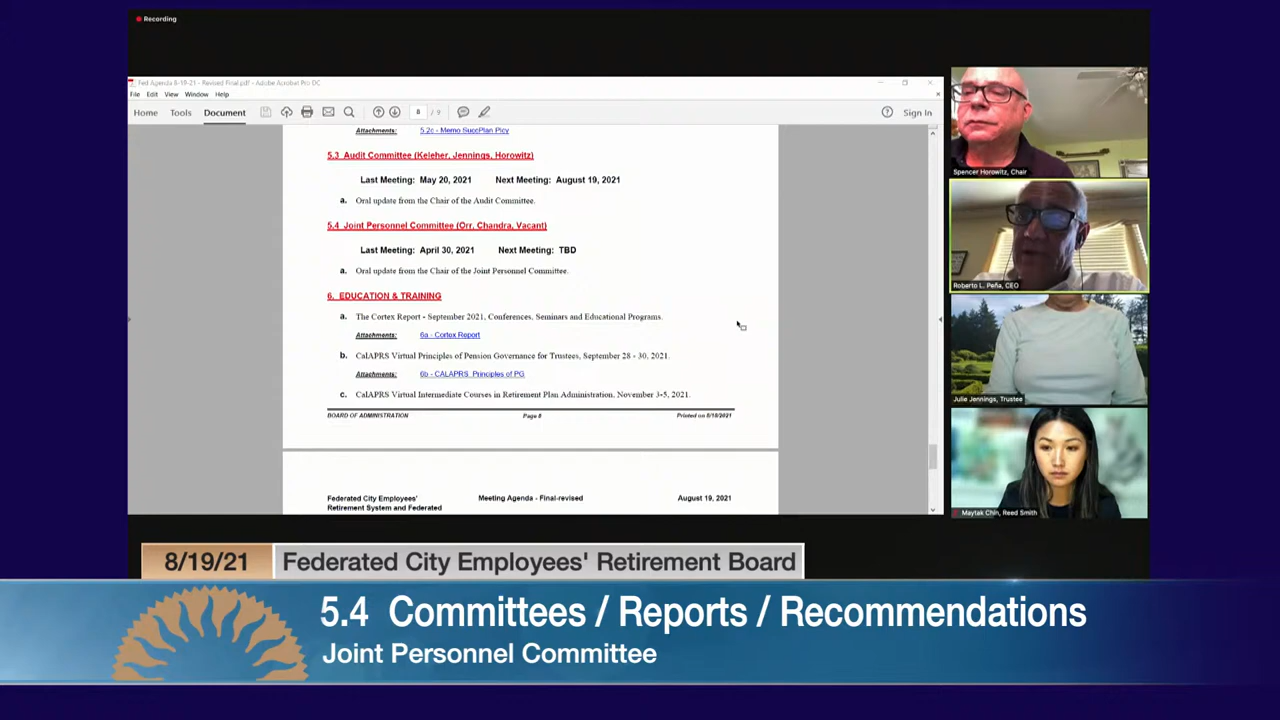 Recording
Fed Agenda 8-19-21 - Revised Final.pdf - Adobe Acrobat Pro DC
File Edit View Window Help
Home Tools Document 8 / 9 Sign In
Attachments: 5.2c - Memo SuccPlan Plcy
5.3 Audit Committee (Keleher, Jennings, Horowitz)
Last Meeting: May 20, 2021 Next Meeting: August 19, 2021
a. Oral update from the Chair of the Audit Committee.
5.4 Joint Personnel Committee (Orr, Chandra, Vacant)
Last Meeting: April 30, 2021 Next Meeting: TBD
a. Oral update from the Chair of the Joint Personnel Committee.
6. EDUCATION & TRAINING
a. The Cortex Report - September 2021, Conferences, Seminars and Educational Programs.
Attachments: 6a - Cortex Report
b. CalAPRS Virtual Principles of Pension Governance for Trustees, September 28 - 30, 2021.
Attachments: 6b - CALAPRS Principles of PG
c. CalAPRS Virtual Intermediate Courses in Retirement Plan Administration, November 3-5, 2021.
BOARD OF ADMINISTRATION Page 8 Printed on 8/18/2021
Federated City Employees' Meeting Agenda - Final-revised August 19, 2021
Retirement System and Federated
Spencer Horowitz, Chair
Roberto L. Peña, CEO
Julie Jennings, Trustee
Maytak Chin, Reed Smith
8/19/21 Federated City Employees' Retirement Board
5.4 Committees / Reports / Recommendations
Joint Personnel Committee